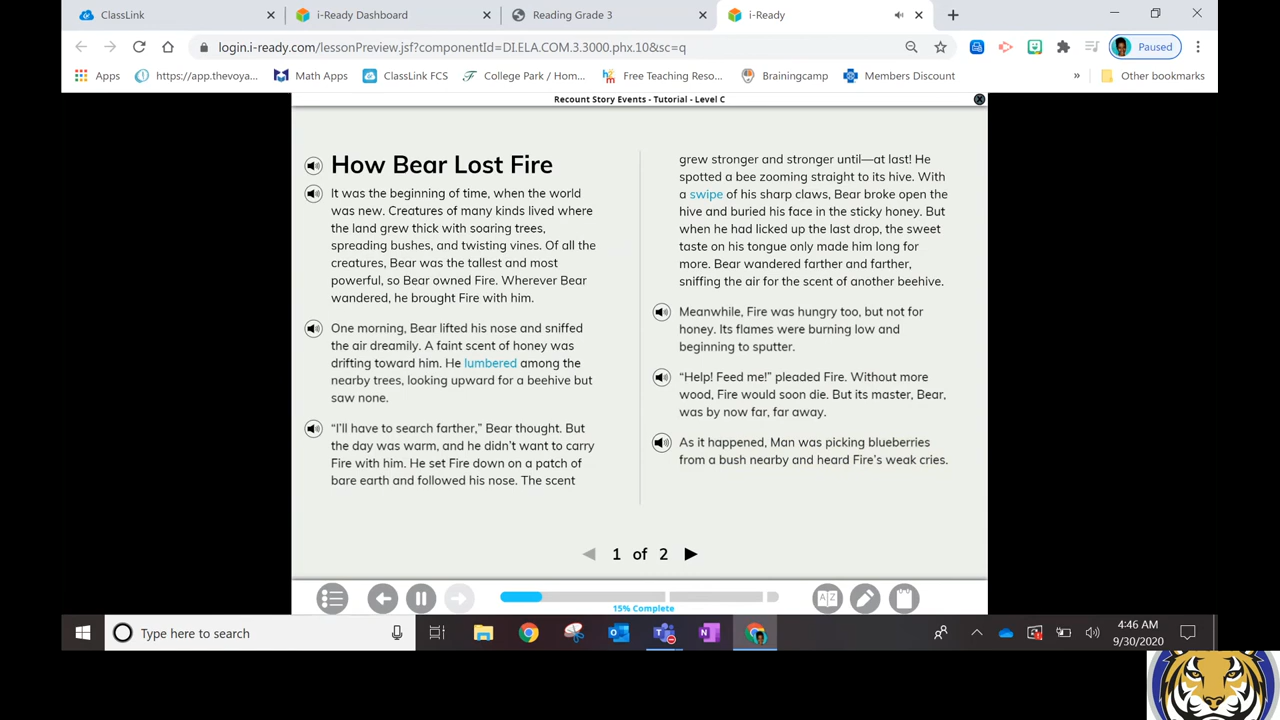 ClassLink
i-Ready Dashboard
Reading Grade 3
i-Ready
login.i-ready.com/lessonPreview.jsf?componentId=DI.ELA.COM.3.3000.phx.10&sc=q
Paused
Apps
https://app.thevoya...
Math Apps
ClassLink FCS
College Park / Hom...
Free Teaching Reso...
Brainingcamp
Members Discount
»
Other bookmarks
Recount Story Events - Tutorial - Level C
How Bear Lost Fire
It was the beginning of time, when the world
was new. Creatures of many kinds lived where
the land grew thick with soaring trees,
spreading bushes, and twisting vines. Of all the
creatures, Bear was the tallest and most
powerful, so Bear owned Fire. Wherever Bear
wandered, he brought Fire with him.
One morning, Bear lifted his nose and sniffed
the air dreamily. A faint scent of honey was
drifting toward him. He lumbered among the
nearby trees, looking upward for a beehive but
saw none.
“I’ll have to search farther,” Bear thought. But
the day was warm, and he didn’t want to carry
Fire with him. He set Fire down on a patch of
bare earth and followed his nose. The scent
grew stronger and stronger until—at last! He
spotted a bee zooming straight to its hive. With
a swipe of his sharp claws, Bear broke open the
hive and buried his face in the sticky honey. But
when he had licked up the last drop, the sweet
taste on his tongue only made him long for
more. Bear wandered farther and farther,
sniffing the air for the scent of another beehive.
Meanwhile, Fire was hungry too, but not for
honey. Its flames were burning low and
beginning to sputter.
“Help! Feed me!” pleaded Fire. Without more
wood, Fire would soon die. But its master, Bear,
was by now far, far away.
As it happened, Man was picking blueberries
from a bush nearby and heard Fire’s weak cries.
1 of 2
15% Complete
A Z
Type here to search
4:46 AM
9/30/2020